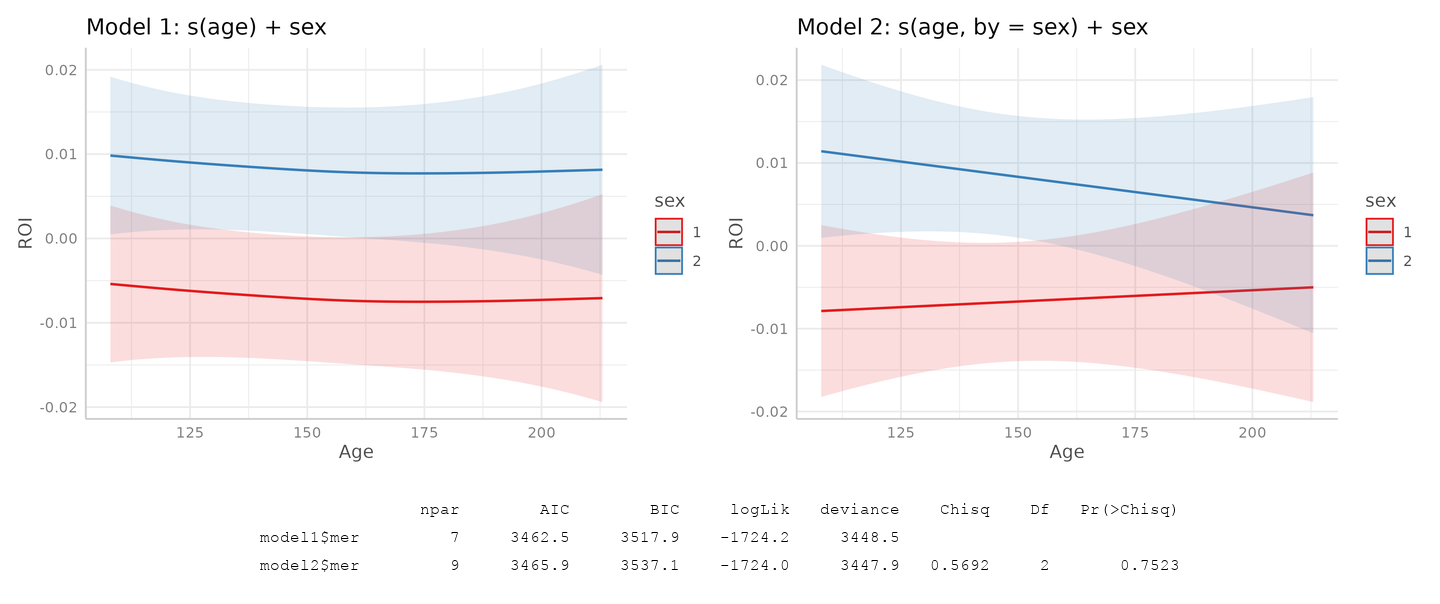 Model 1: s(age) + sex
0.02
0.01
0.00
-0.01
-0.02
ROI
125 150 175 200
Age
sex
1
2
Model 2: s(age, by = sex) + sex
0.02
0.01
0.00
-0.01
-0.02
ROI
125 150 175 200
Age
sex
1
2
npar AIC BIC logLik deviance Chisq Df Pr(>Chisq)
model1$mer 7 3462.5 3517.9 -1724.2 3448.5
model2$mer 9 3465.9 3537.1 -1724.0 3447.9 0.5692 2 0.7523